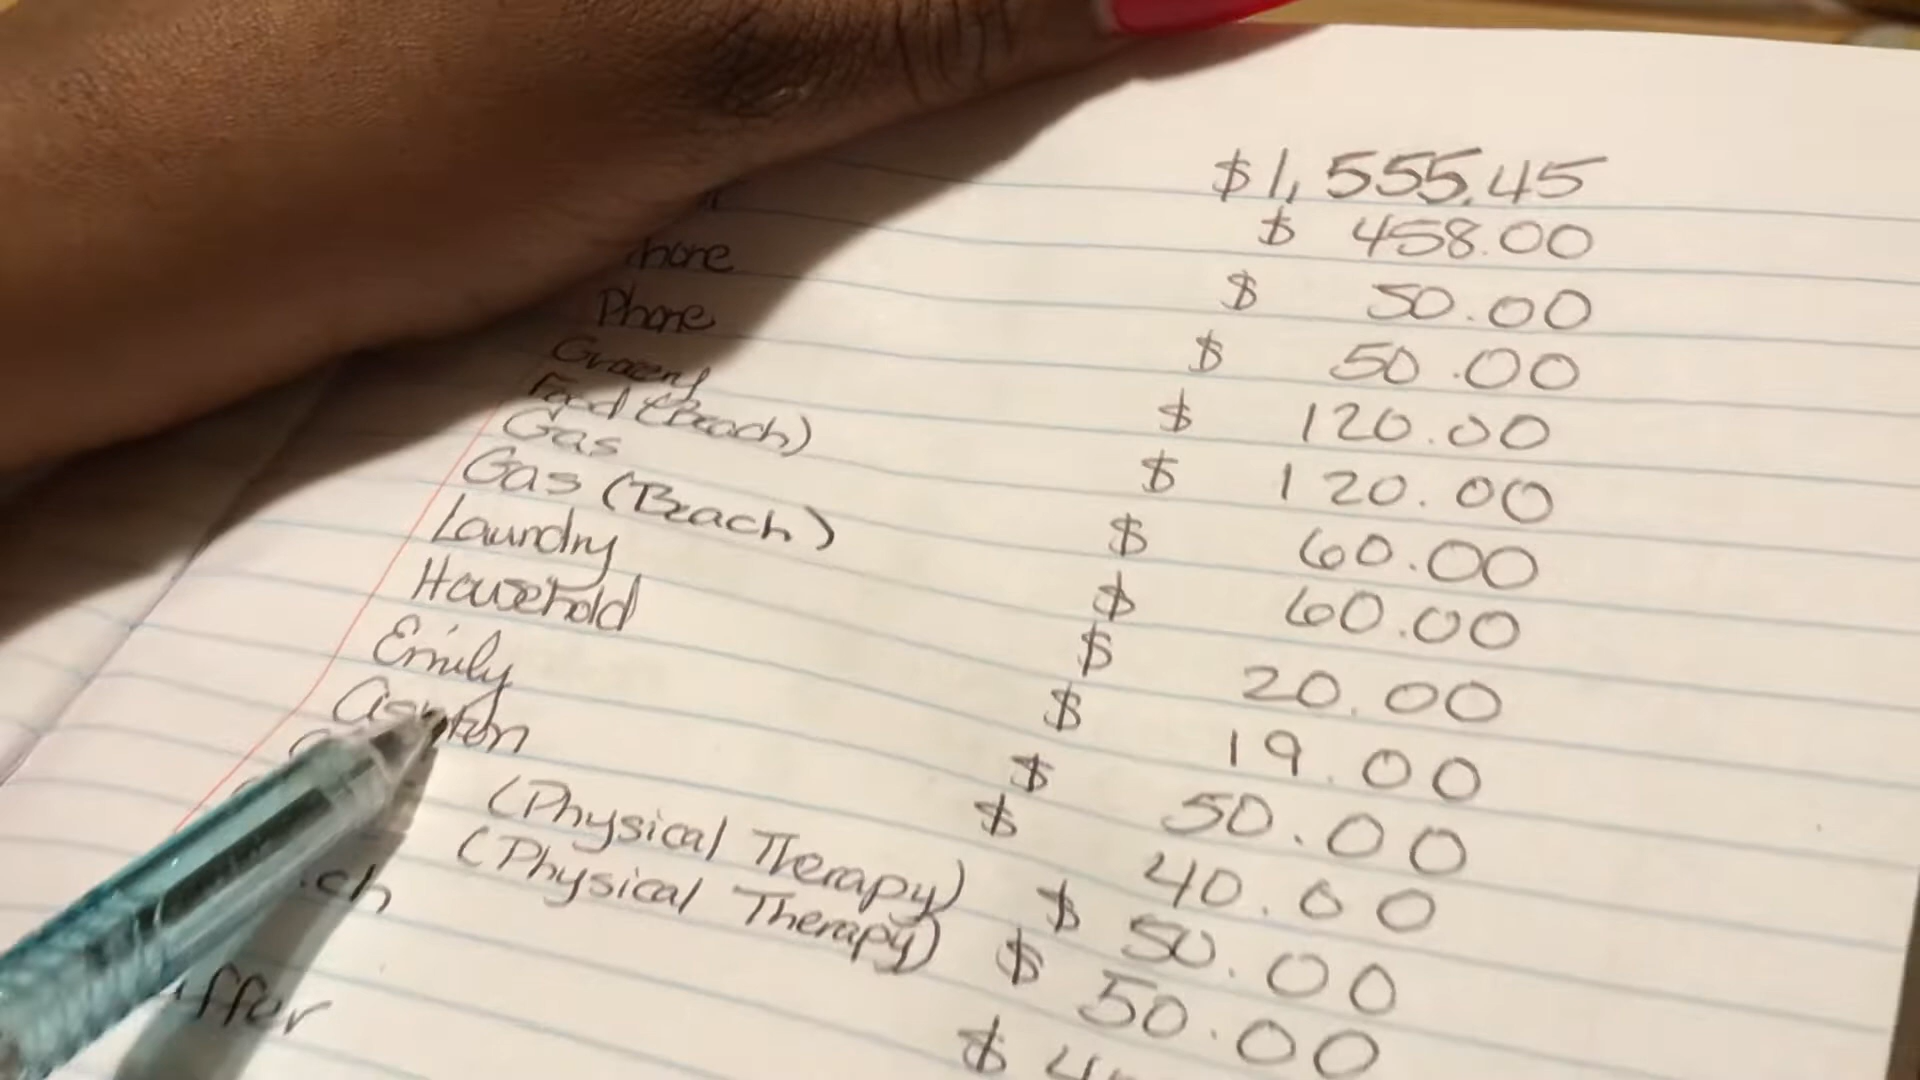 $1,555.45
$ 458.00
hone $ 50.00
Phone $ 50.00
Grocery $ 120.00
Food (Beach) $ 120.00
Gas $ 60.00
Gas (Beach) $ 60.00
Laundry $ 20.00
Household $ 19.00
Emily $ 50.00
Ashton $ 40.00
(Physical Therapy) $ 50.00
(Physical Therapy) $ 50.00
ch $ 4
ffer